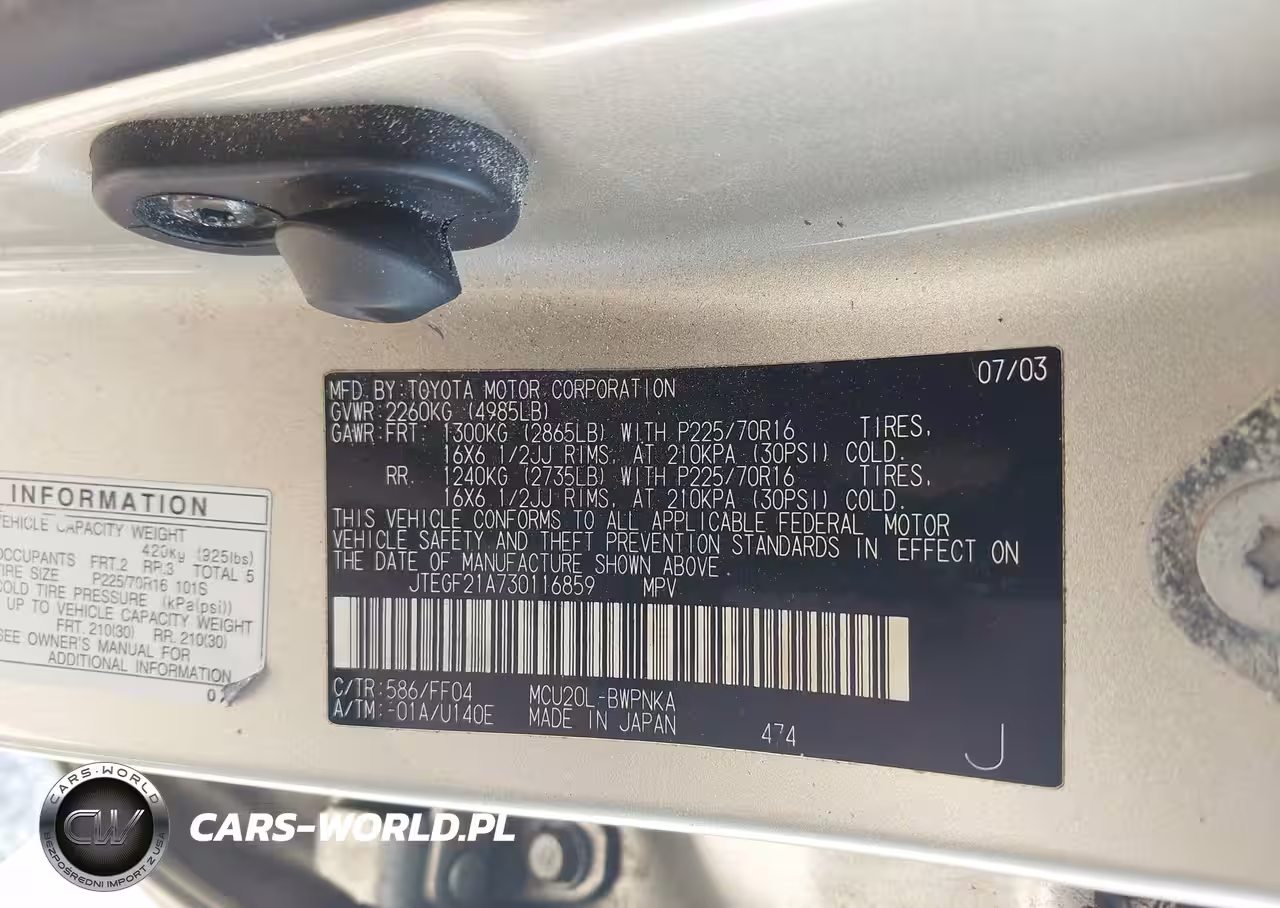 07/03
MFD. BY: TOYOTA MOTOR CORPORATION
GVWR: 2260KG (4985LB)
GAWR: FRT. 1300KG (2865LB) WITH P225/70R16 TIRES,
16X6 1/2JJ RIMS, AT 210KPA (30PSI) COLD.
RR. 1240KG (2735LB) WITH P225/70R16 TIRES,
16X6 1/2JJ RIMS, AT 210KPA (30PSI) COLD.
THIS VEHICLE CONFORMS TO ALL APPLICABLE FEDERAL MOTOR
VEHICLE SAFETY AND THEFT PREVENTION STANDARDS IN EFFECT ON
THE DATE OF MANUFACTURE SHOWN ABOVE.
JTEGF21A730116859 MPV
C/TR: 586/FF04 MCU20L-BWPNKA
A/TM: -01A/U140E MADE IN JAPAN
474
J
INFORMATION
VEHICLE CAPACITY WEIGHT
420Kg (925lbs)
OCCUPANTS FRT.2 RR.3 TOTAL 5
TIRE SIZE P225/70R16 101S
COLD TIRE PRESSURE (kPa(psi))
UP TO VEHICLE CAPACITY WEIGHT
FRT. 210(30) RR. 210(30)
SEE OWNER'S MANUAL FOR
ADDITIONAL INFORMATION
CARS-WORLD
CW
BEZPOŚREDNI IMPORT Z USA
CARS-WORLD.PL